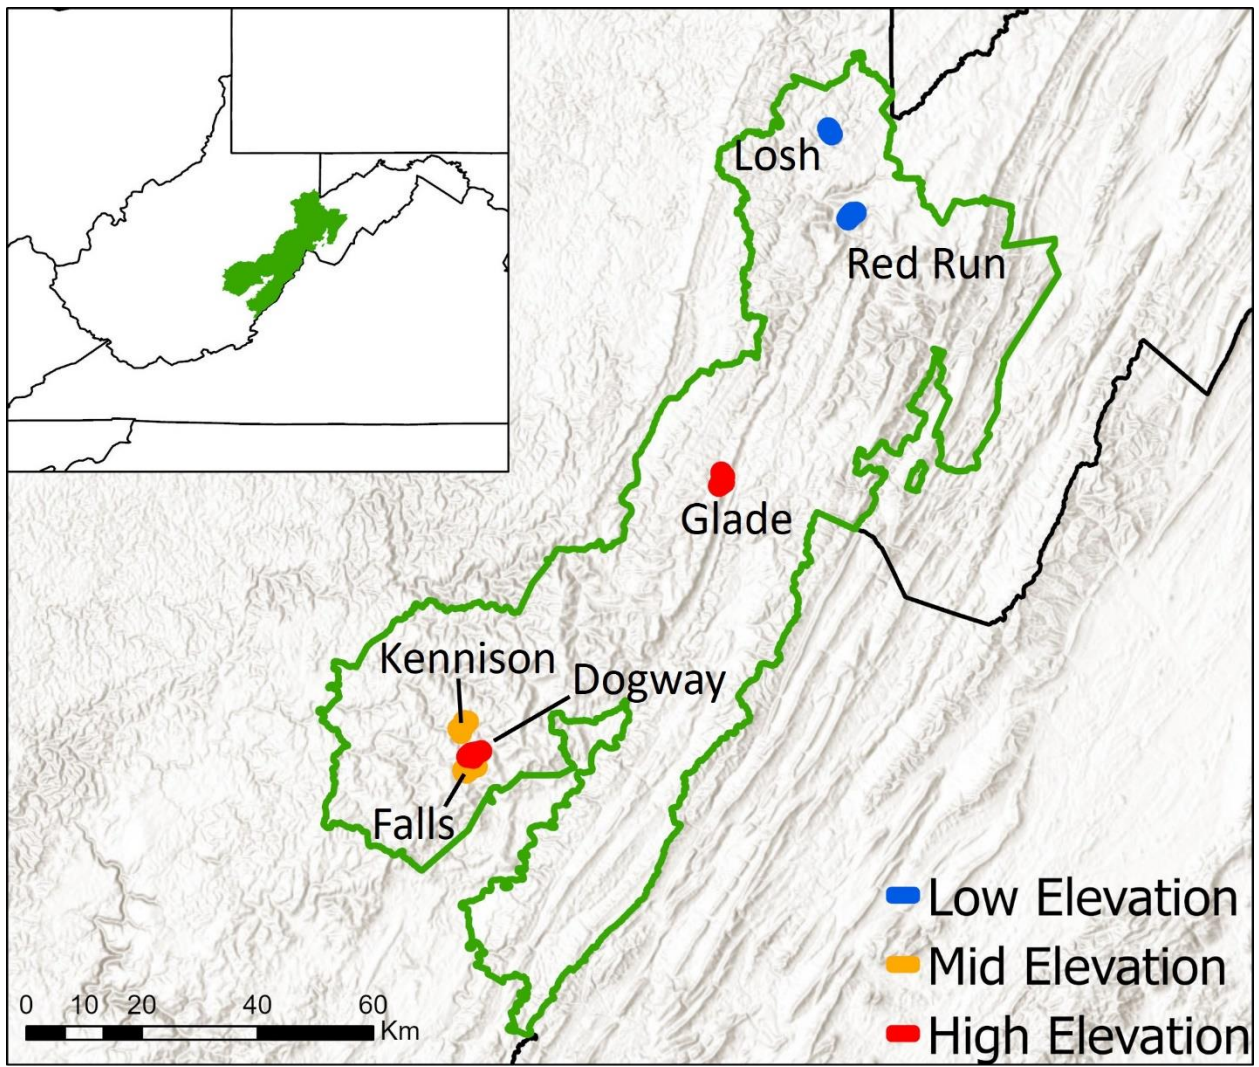 Losh
Red Run
Glade
Kennison
Dogway
Falls
Low Elevation
Mid Elevation
High Elevation
0 10 20 40 60
Km